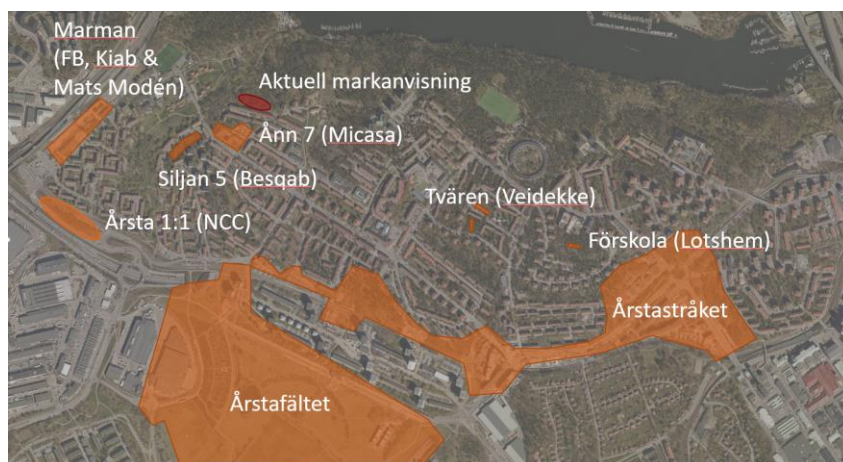 Marman
(FB, Kiab &
Mats Modén)
Aktuell markanvisning
Ånn 7 (Micasa)
Siljan 5 (Besqab)
Tvären (Veidekke)
Årsta 1:1 (NCC)
Förskola (Lotshem)
Årstastråket
Årstafältet